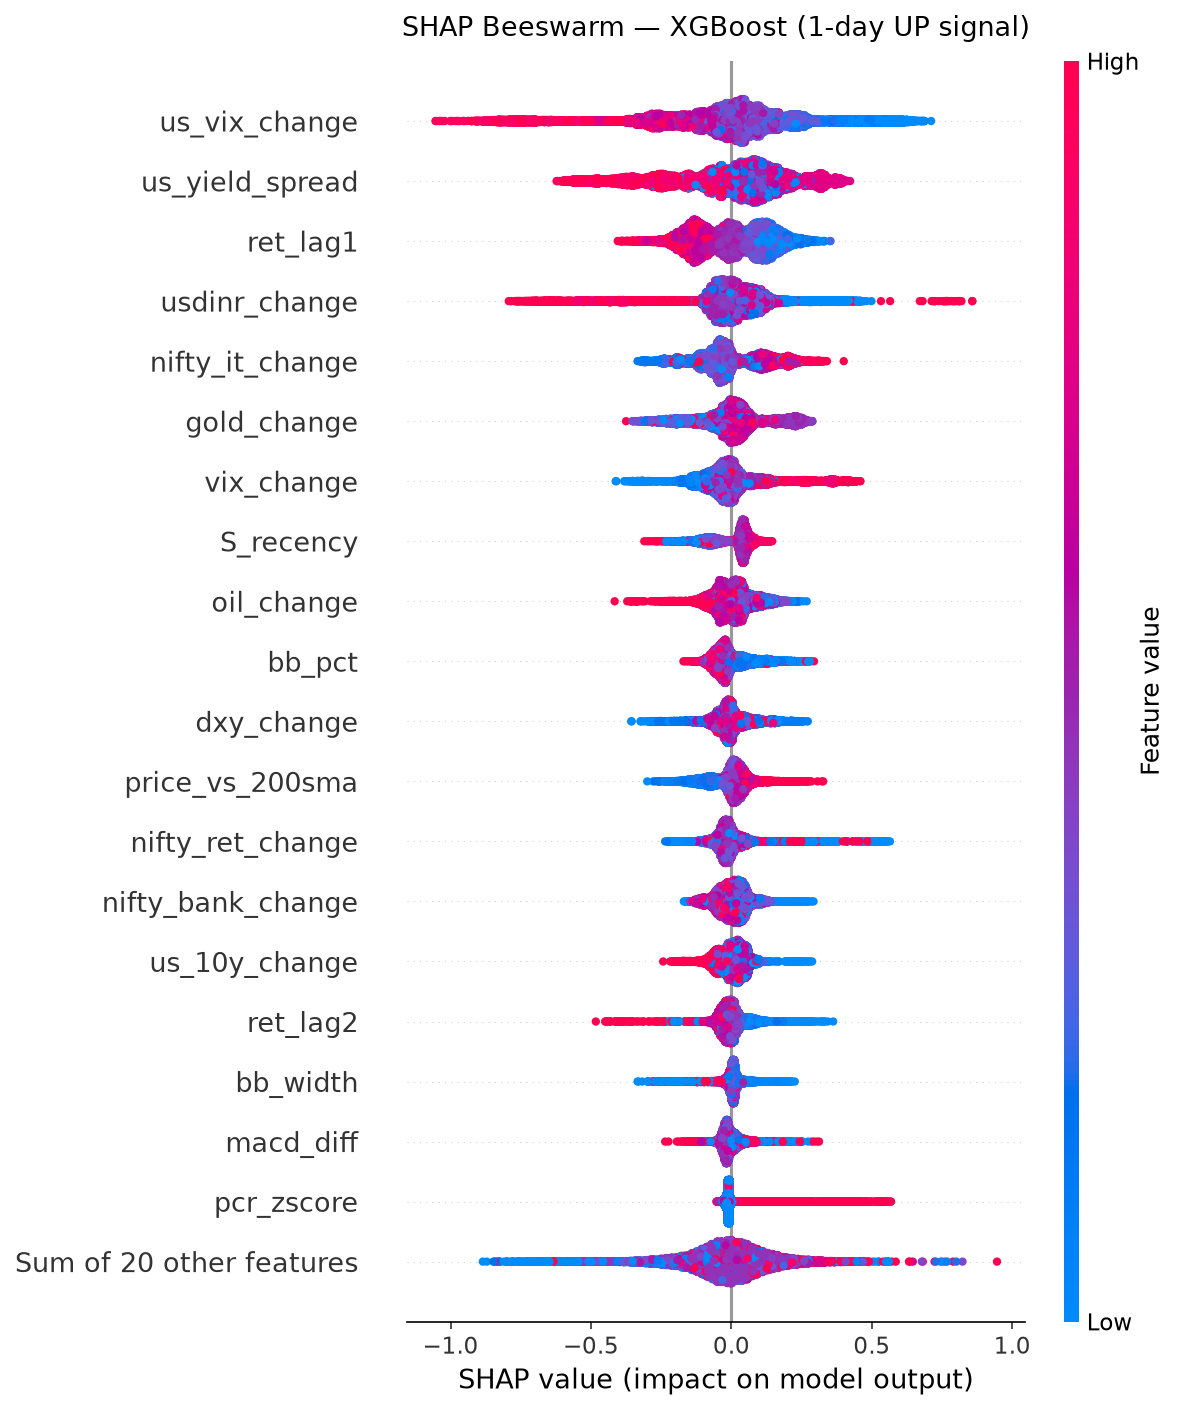 SHAP Beeswarm — XGBoost (1-day UP signal)
High
us_vix_change
us_yield_spread
ret_lag1
usdinr_change
nifty_it_change
gold_change
vix_change
S_recency
oil_change
bb_pct
dxy_change
price_vs_200sma
nifty_ret_change
nifty_bank_change
us_10y_change
ret_lag2
bb_width
macd_diff
pcr_zscore
Sum of 20 other features
Feature value
Low
−1.0 −0.5 0.0 0.5 1.0
SHAP value (impact on model output)